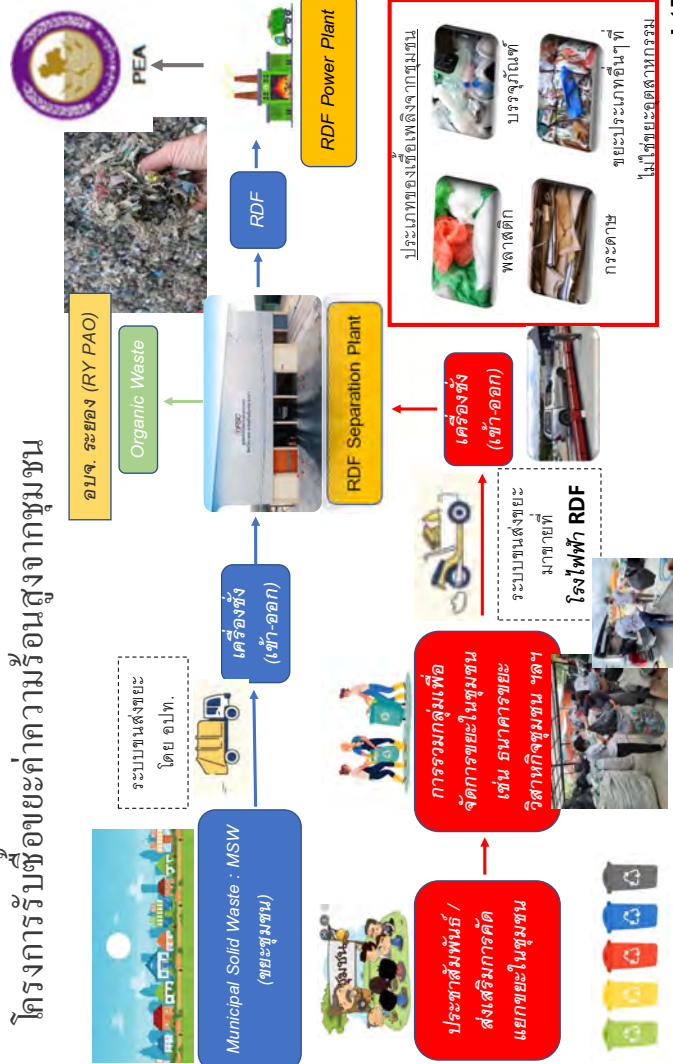 โครงการรับซื้อขยะค่าความร้อนสูงจากชุมชน
Municipal Solid Waste : MSW
(ขยะชุมชน)
ระบบขนส่งขยะ
โดย อปท.
เครื่องชั่ง
(เข้า-ออก)
อบจ. ระยอง (RY PAO)
Organic Waste
RDF Separation Plant
RDF
RDF Power Plant
PEA
ชุมชน
ประชาสัมพันธ์ /
ส่งเสริมการคัด
แยกขยะในชุมชน
การรวมกลุ่มเพื่อ
จัดการขยะในชุมชน
เช่น ธนาคารขยะ
วิสาหกิจชุมชน ฯลฯ
ระบบขนส่งขยะ
มาขายที่
โรงไฟฟ้า RDF
เครื่องชั่ง
(เข้า-ออก)
ประเภทของเชื้อเพลิงจากชุมชน
พลาสติก
บรรจุภัณฑ์
กระดาษ
ขยะประเภทอื่นๆ ที่
ไม่ใช่ขยะอุตสาหกรรม